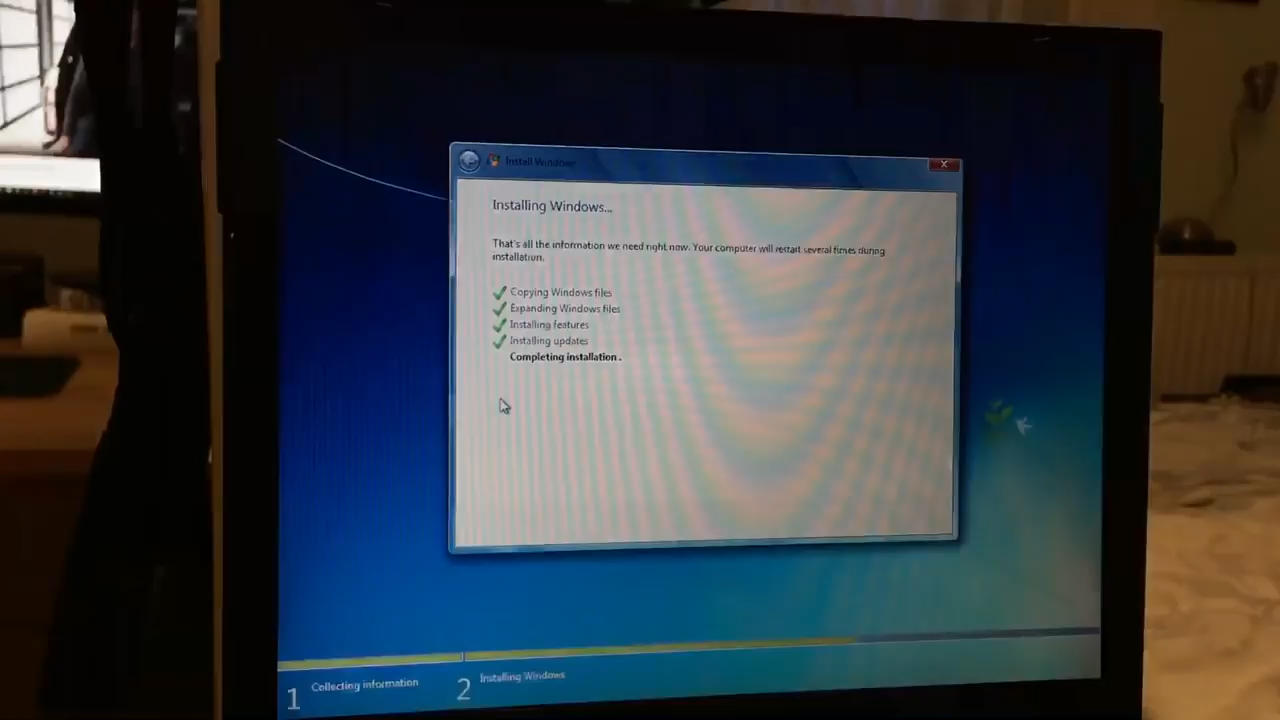 Install Windows
Installing Windows...
That's all the information we need right now. Your computer will restart several times during
installation.
Copying Windows files
Expanding Windows files
Installing features
Installing updates
Completing installation.
1 Collecting information
2 Installing Windows